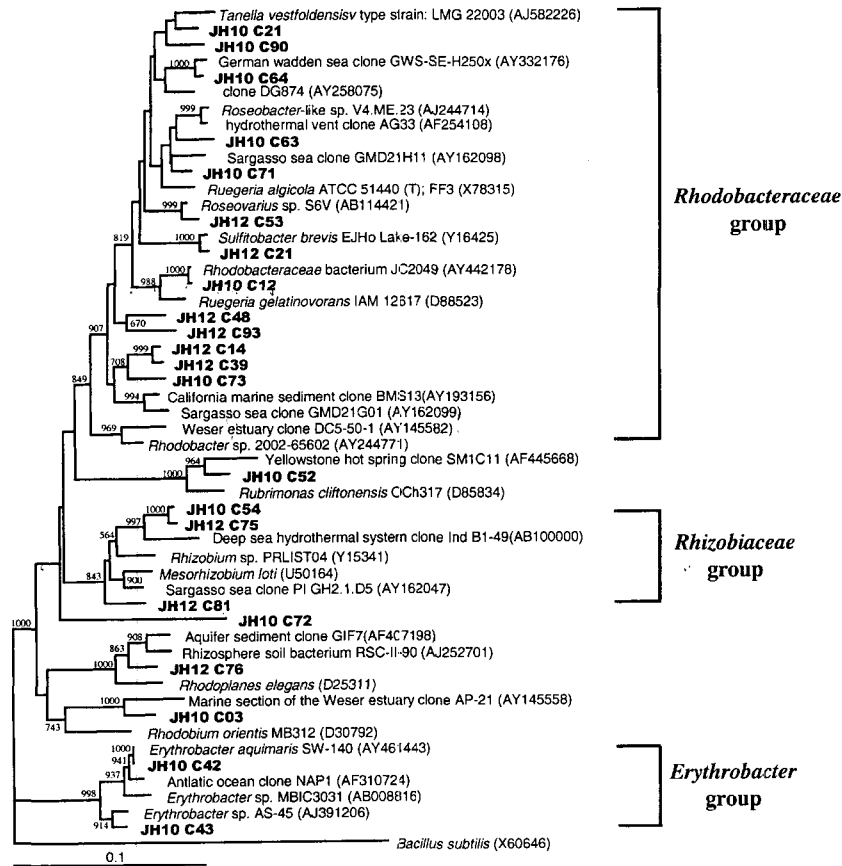 Tanella vestfoldensisv type strain: LMG 22003 (AJ582226)
JH10 C21
JH10 C90
1000
German wadden sea clone GWS-SE-H250x (AY332176)
JH10 C64
clone DG874 (AY258075)
999
Roseobacter-like sp. V4.ME.23 (AJ244714)
hydrothermal vent clone AG33 (AF254108)
JH10 C63
Sargasso sea clone GMD21H11 (AY162098)
JH10 C71
Ruegeria algicola ATCC 51440 (T); FF3 (X78315)
Rhodobacteraceae
group
999
Roseovarius sp. S6V (AB114421)
JH12 C53
819
1000
Sulfitobacter brevis EJHo Lake-162 (Y16425)
JH12 C21
1000
Rhodobacteraceae bacterium JC2049 (AY442178)
988
JH10 C12
Ruegeria gelatinovorans IAM 12617 (D88523)
JH12 C48
670
JH12 C93
907
999
JH12 C14
708
JH12 C39
JH10 C73
849
994
California marine sediment clone BMS13(AY193156)
Sargasso sea clone GMD21G01 (AY162099)
969
Weser estuary clone DC5-50-1 (AY145582)
Rhodobacter sp. 2002-65602 (AY244771)
964
Yellowstone hot spring clone SM1C11 (AF445668)
1000
JH10 C52
Rubrimonas cliftonensis OCh317 (D85834)
1000
JH10 C54
997
JH12 C75
564
Deep sea hydrothermal system clone Ind B1-49(AB100000)
Rhizobiaceae
group
Rhizobium sp. PRLIST04 (Y15341)
843
900
Mesorhizobium loti (U50164)
Sargasso sea clone PI GH2.1.D5 (AY162047)
JH12 C81
1000
JH10 C72
908
Aquifer sediment clone GIF7(AF407198)
863
Rhizosphere soil bacterium RSC-II-90 (AJ252701)
1000
JH12 C76
Rhodoplanes elegans (D25311)
1000
Marine section of the Weser estuary clone AP-21 (AY145558)
JH10 C03
743
Rhodobium orientis MB312 (D30792)
1000
Erythrobacter aquimaris SW-140 (AY461443)
941
JH10 C42
937
Antlatic ocean clone NAP1 (AF310724)
Erythrobacter
group
998
Erythrobacter sp. MBIC3031 (AB008816)
Erythrobacter sp. AS-45 (AJ391206)
914
JH10 C43
Bacillus subtilis (X60646)
0.1